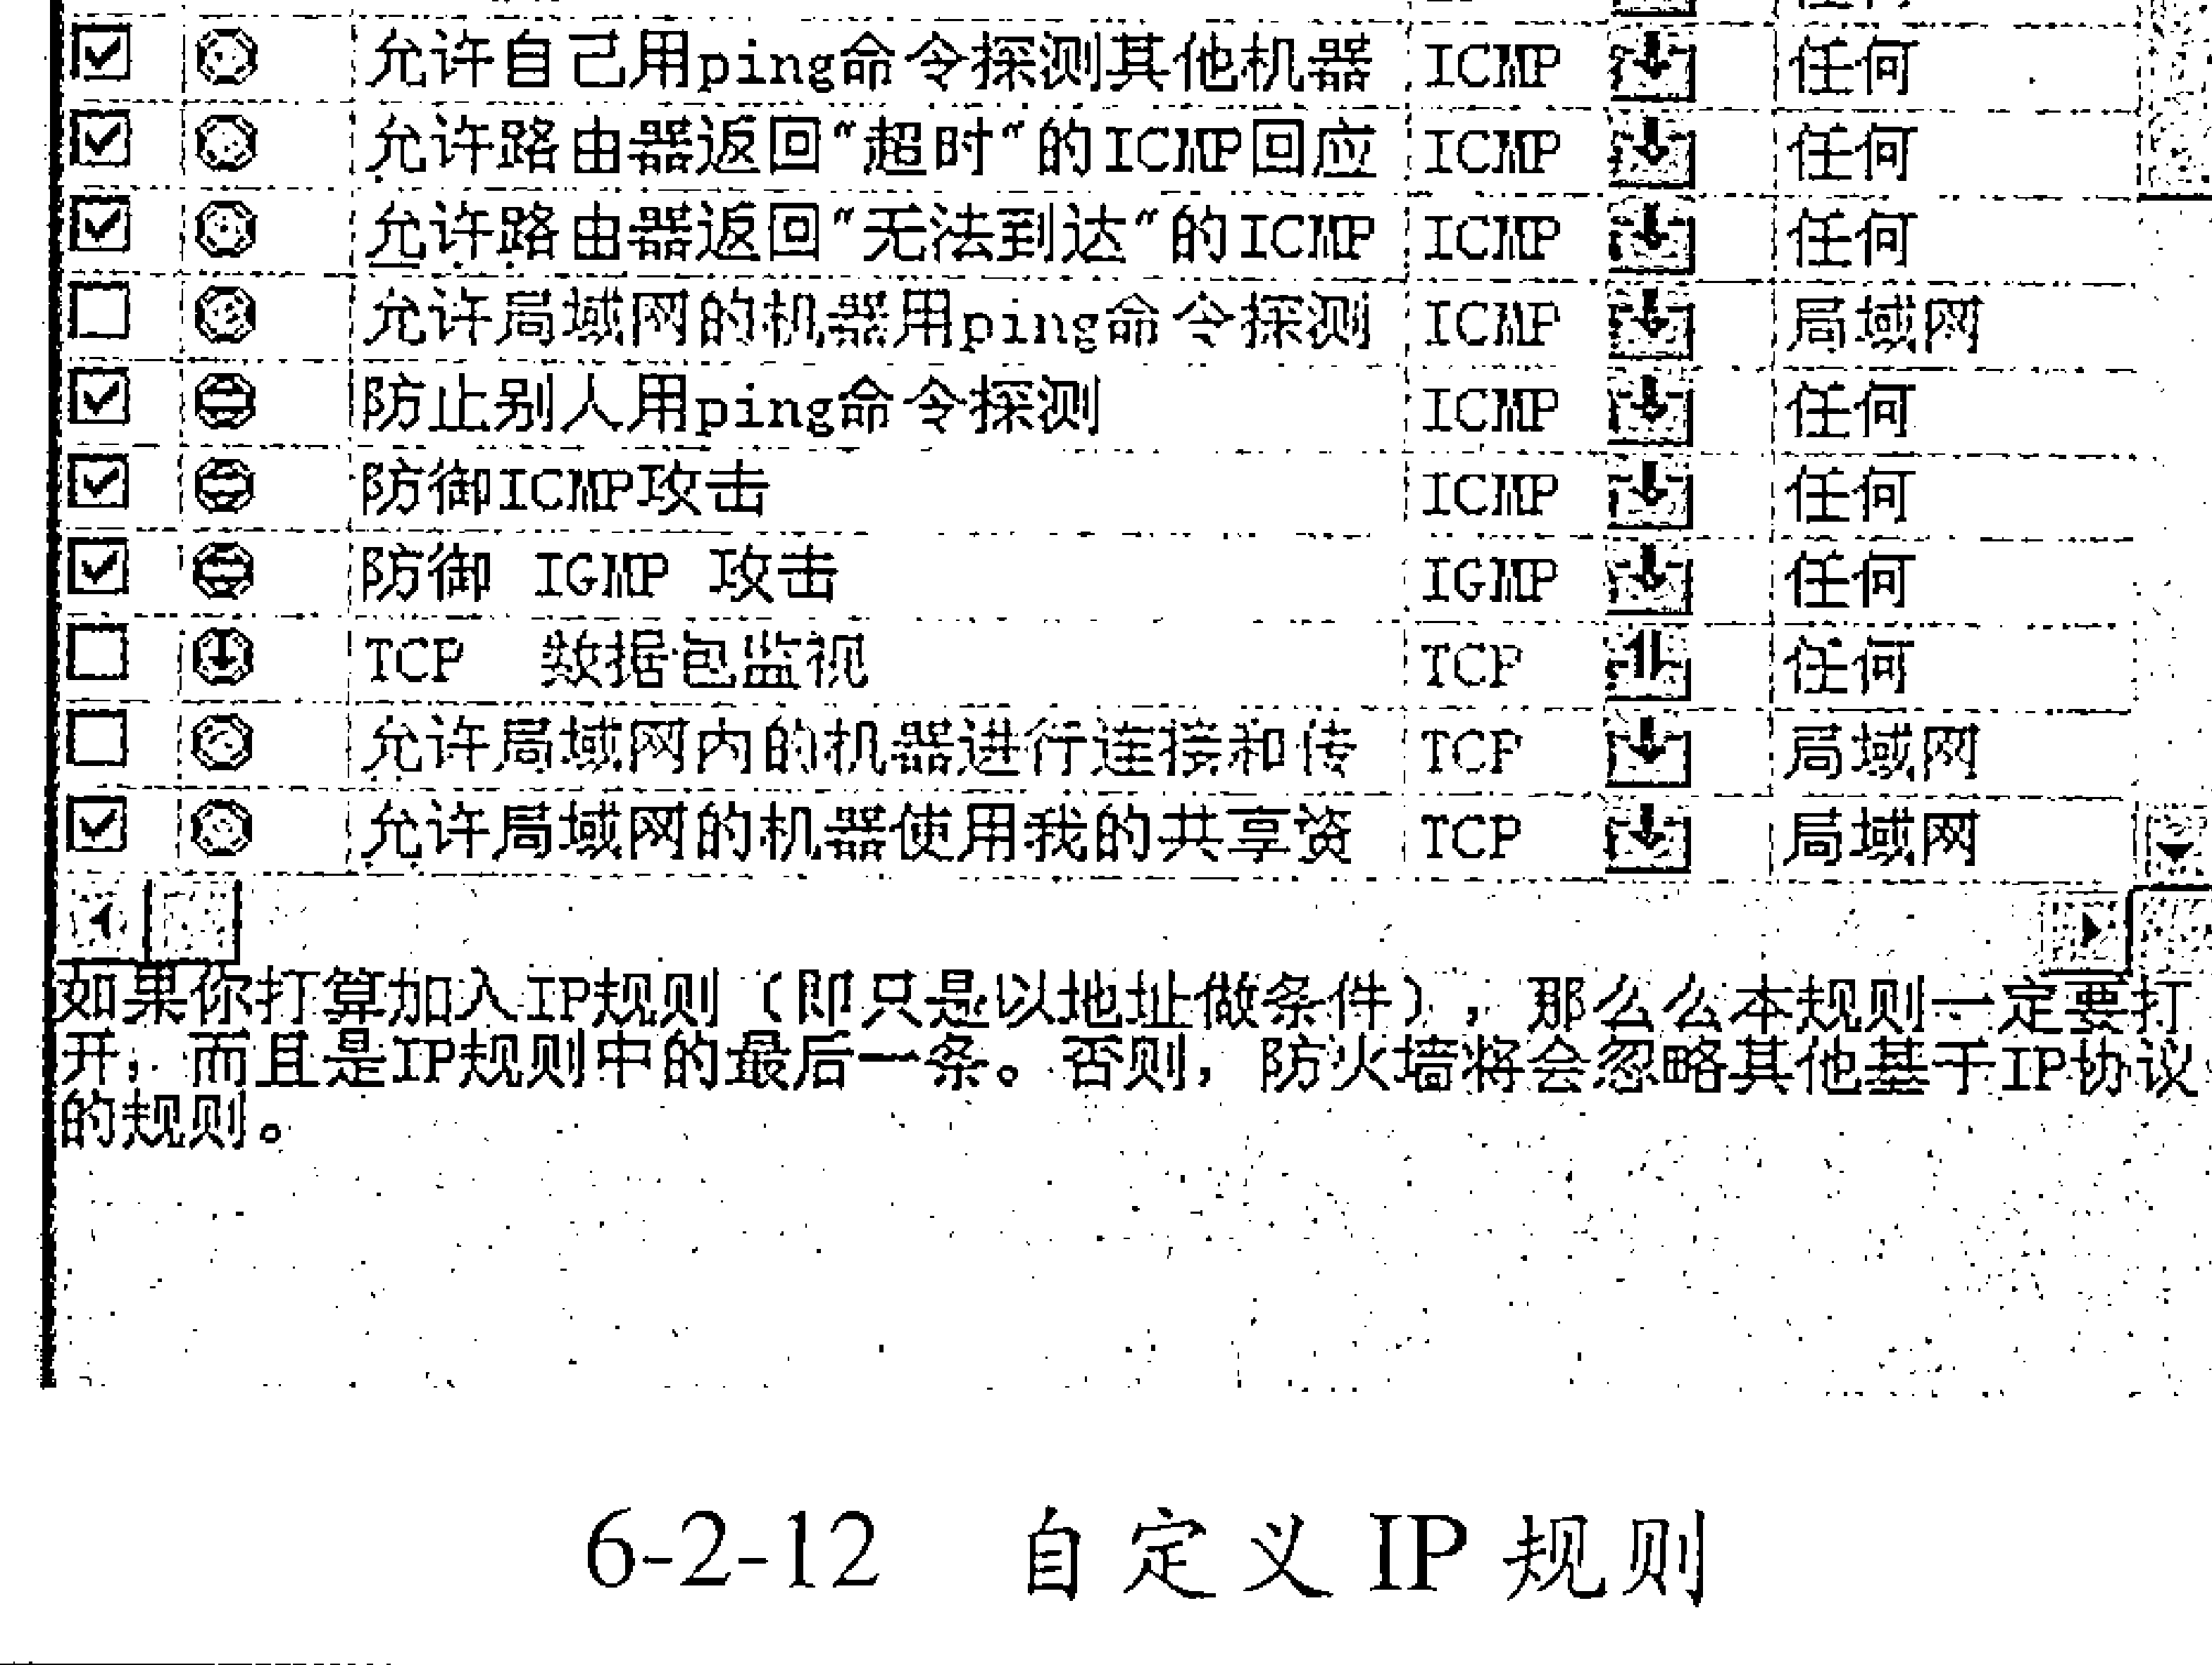 允许自己用ping命令探测其他机器 ICMP 任何
允许路由器返回"超时"的ICMP回应 ICMP 任何
允许路由器返回"无法到达"的ICMP ICMP 任何
允许局域网的机器用ping命令探测 ICMP 局域网
防止别人用ping命令探测 ICMP 任何
防御ICMP攻击 ICMP 任何
防御 IGMP 攻击 IGMP 任何
TCP 数据包监视 TCP 任何
允许局域网内的机器进行连接和传 TCP 局域网
允许局域网的机器使用我的共享资 TCP 局域网
如果你打算加入IP规则（即只是以地址做条件），那么么本规则一定要打
开，而且是IP规则中的最后一条。否则，防火墙将会忽略其他基于IP协议
的规则。
6-2-12 自定义IP规则